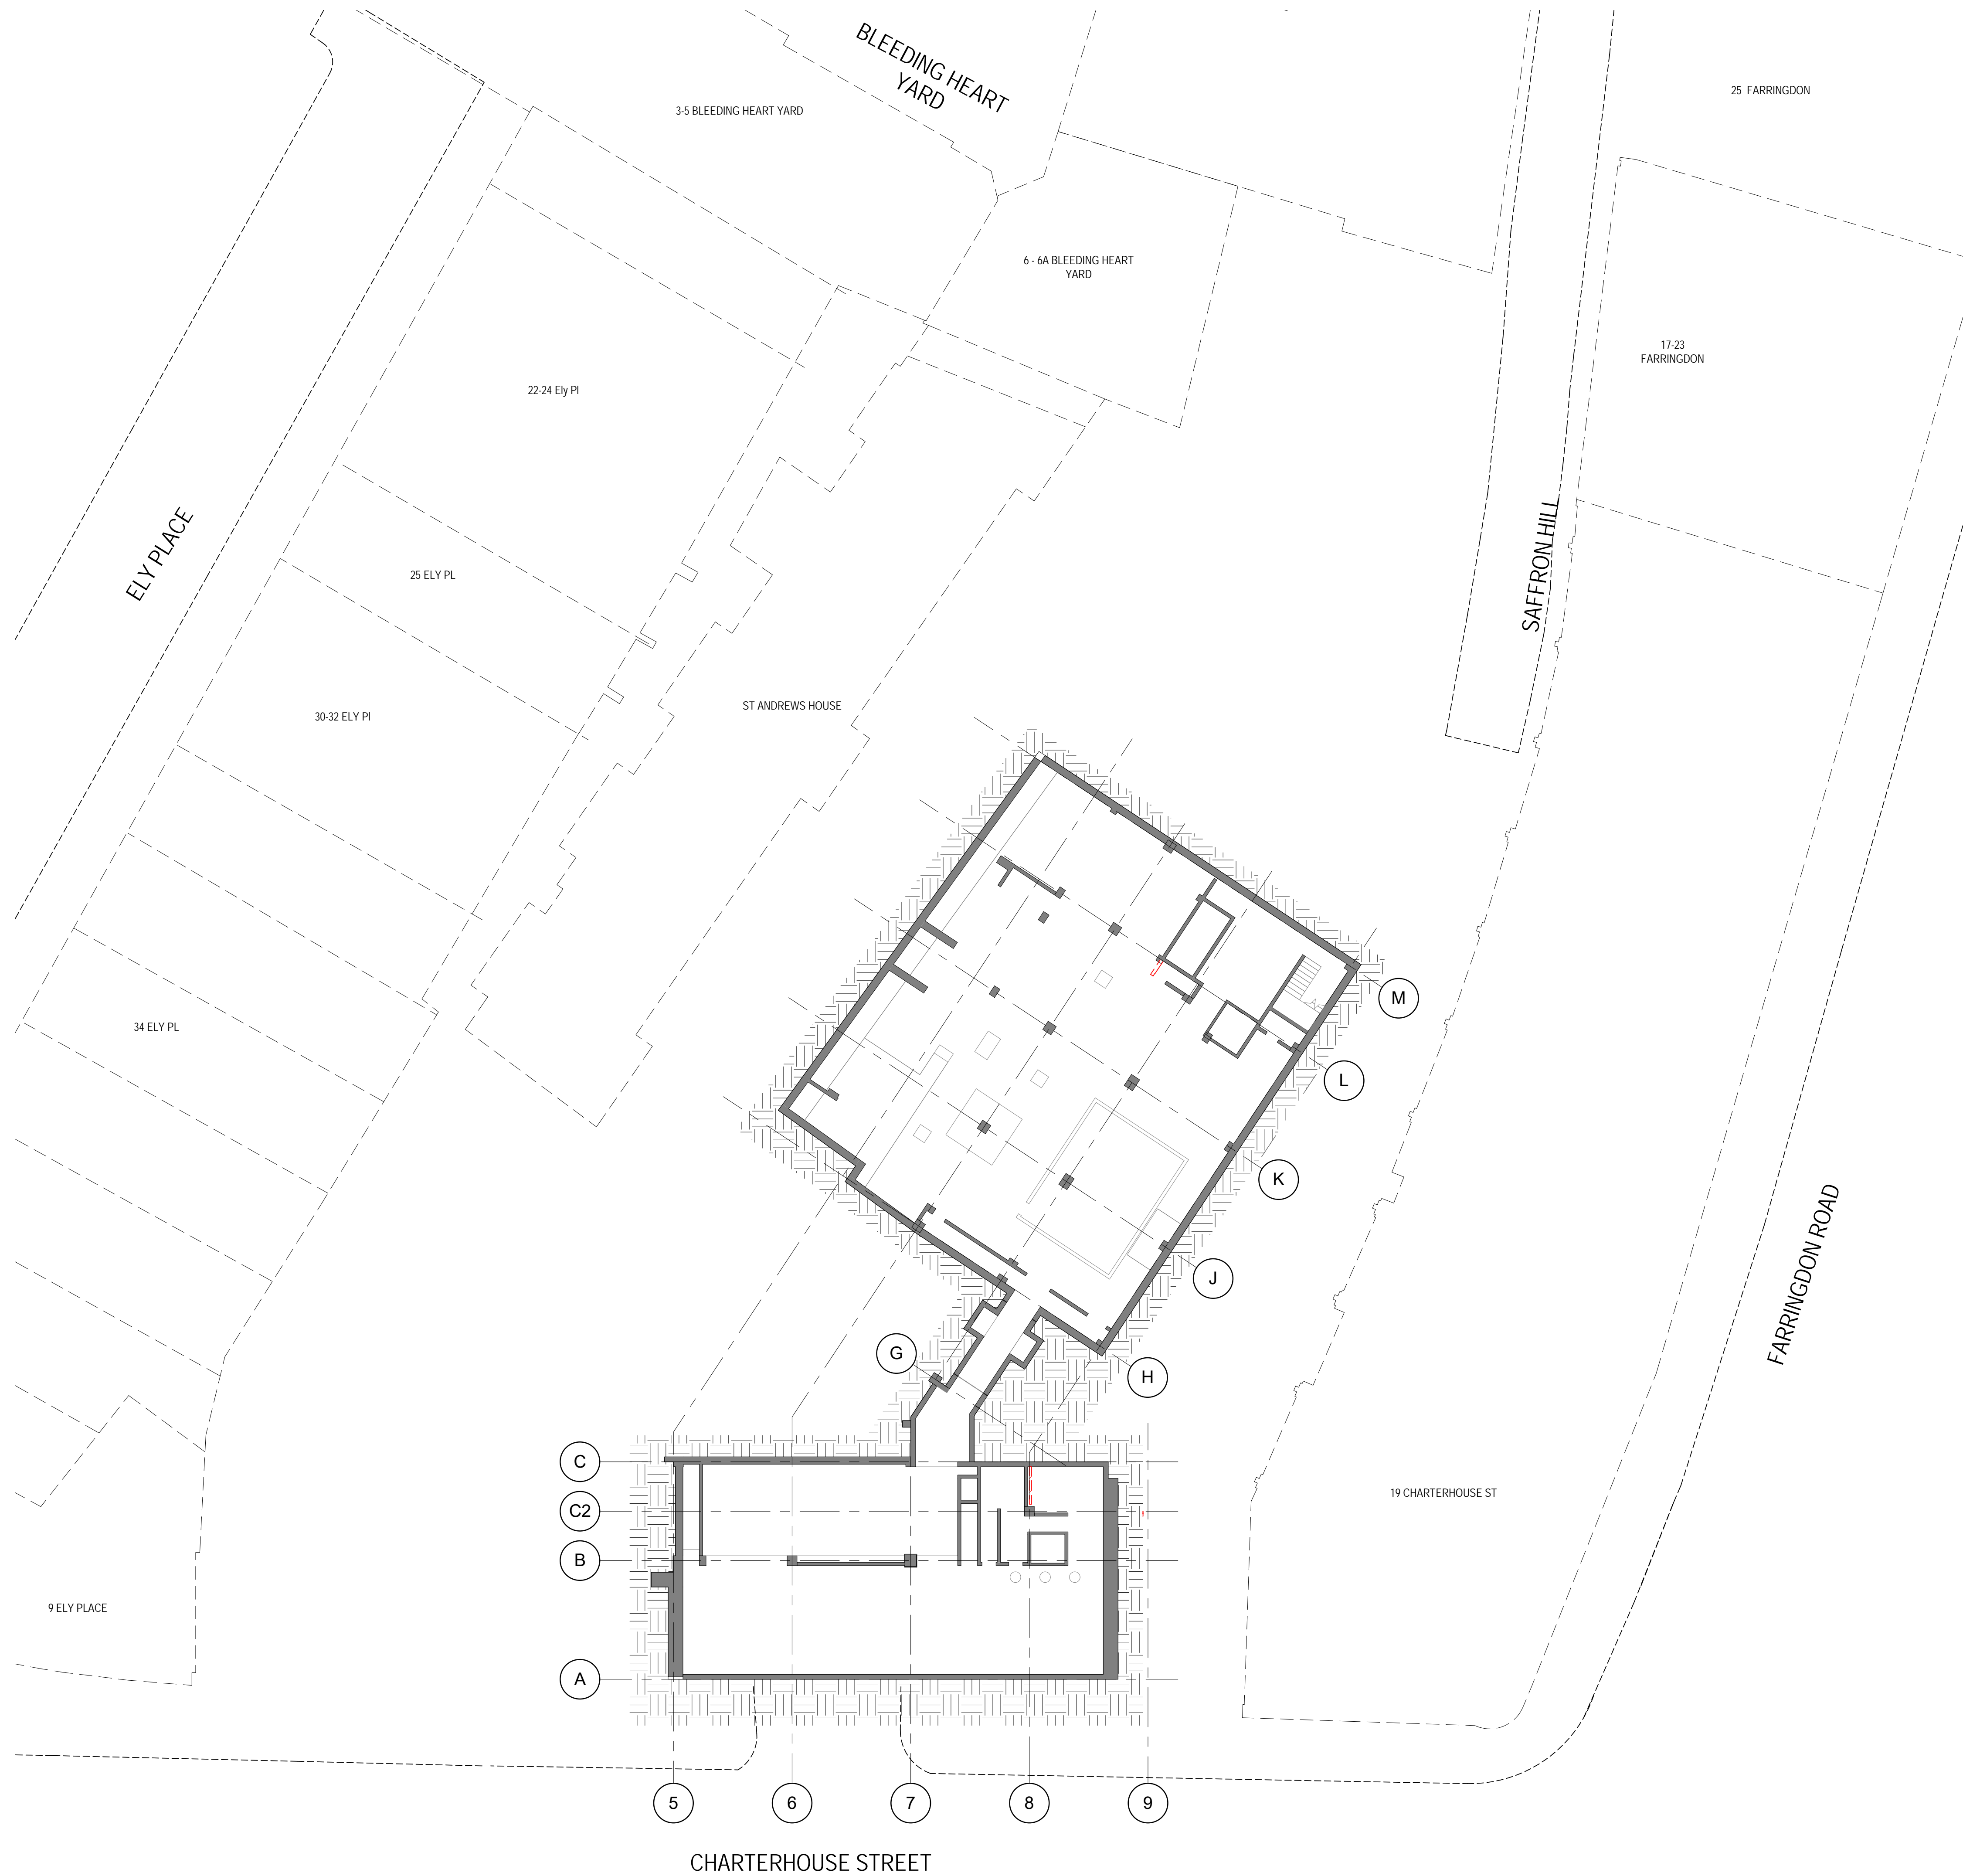 BLEEDING HEART
YARD
25 FARRINGDON
3-5 BLEEDING HEART YARD
6 - 6A BLEEDING HEART
YARD
17-23
FARRINGDON
22-24 Ely Pl
ELY PLACE
SAFFRON HILL
25 ELY PL
30-32 ELY Pl
ST ANDREWS HOUSE
M
34 ELY PL
L
K
J
FARRINGDON ROAD
G
H
C
19 CHARTERHOUSE ST
C2
B
9 ELY PLACE
A
5
6
7
8
9
CHARTERHOUSE STREET